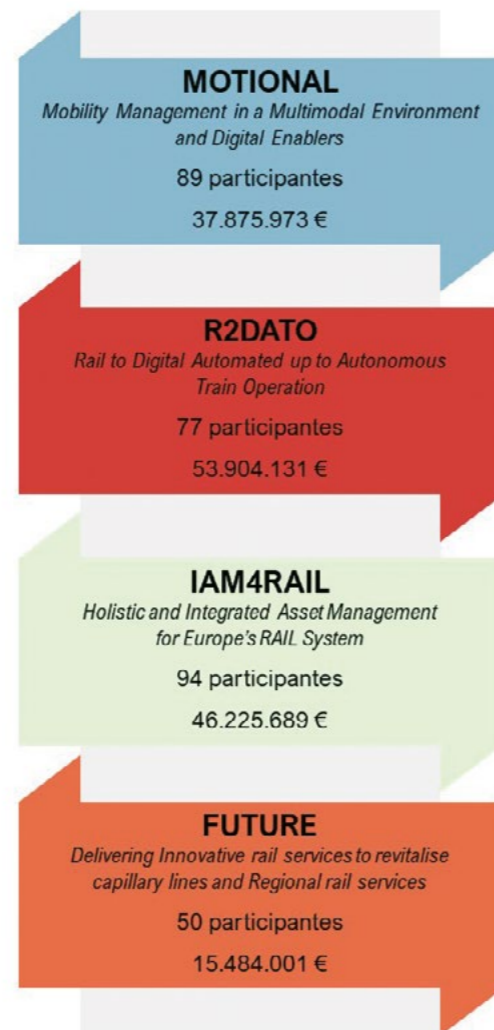 MOTIONAL
Mobility Management in a Multimodal Environment
and Digital Enablers
89 participantes
37.875.973 €
R2DATO
Rail to Digital Automated up to Autonomous
Train Operation
77 participantes
53.904.131 €
IAM4RAIL
Holistic and Integrated Asset Management
for Europe's RAIL System
94 participantes
46.225.689 €
FUTURE
Delivering Innovative rail services to revitalise
capillary lines and Regional rail services
50 participantes
15.484.001 €